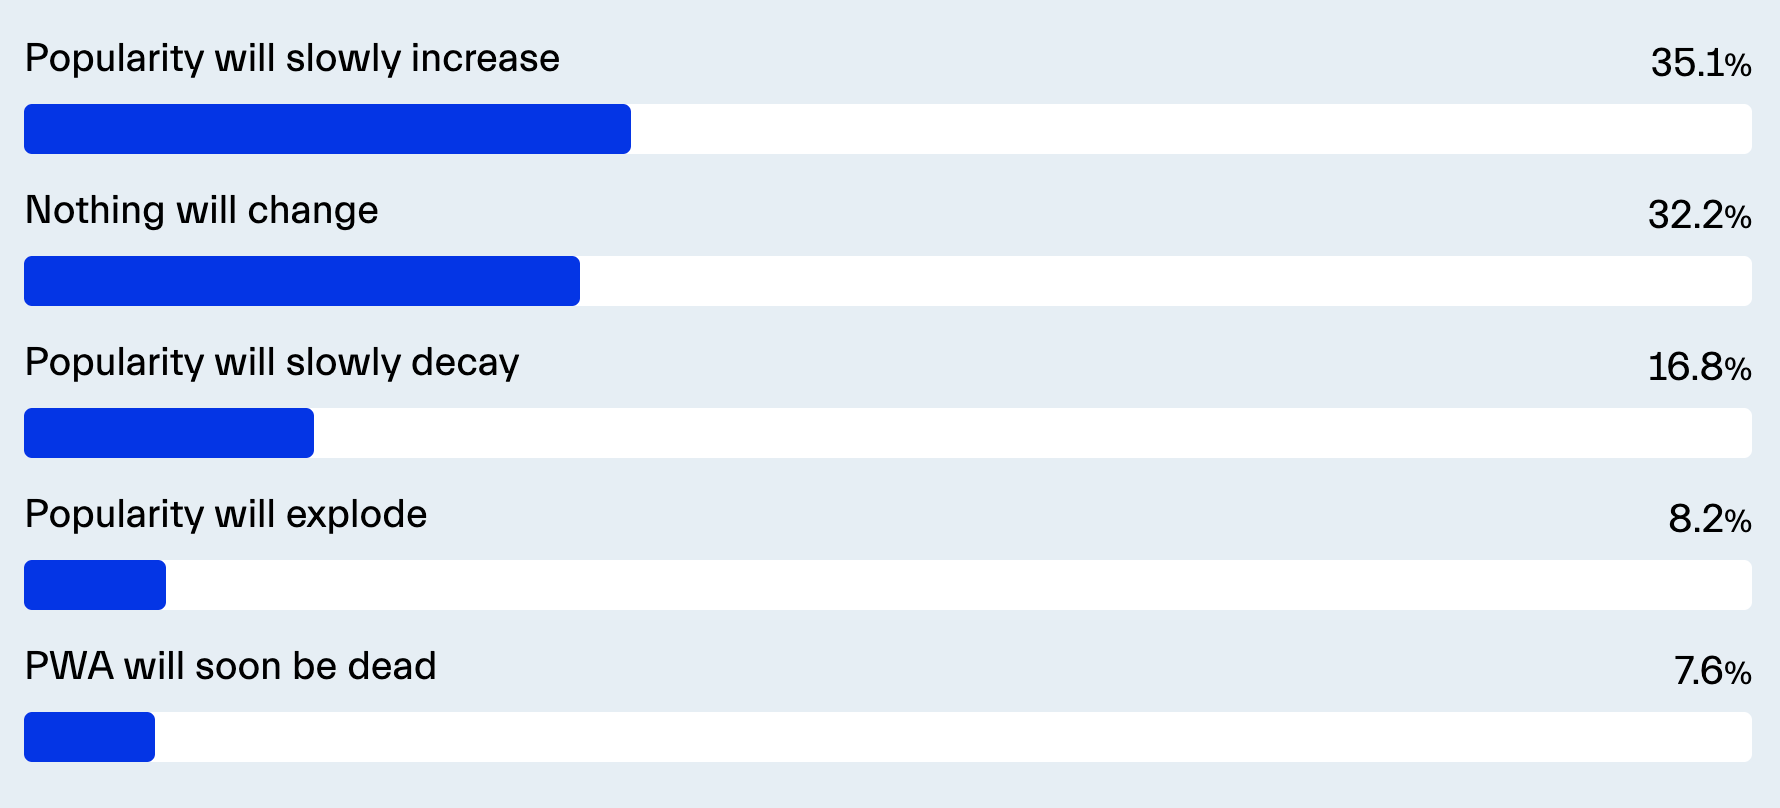 Popularity will slowly increase 35.1%
Nothing will change 32.2%
Popularity will slowly decay 16.8%
Popularity will explode 8.2%
PWA will soon be dead 7.6%